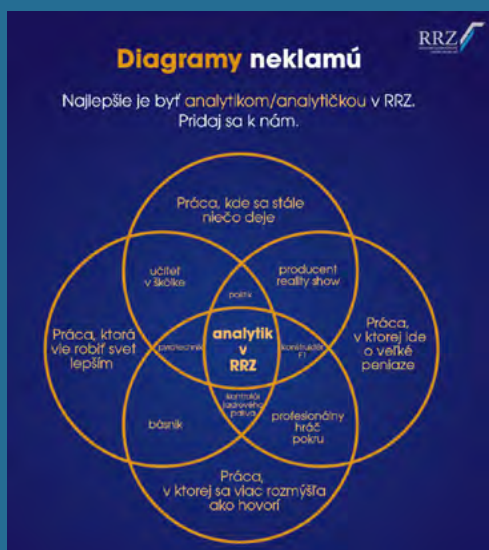 RRZ
Diagramy neklamú
Najlepšie je byť analytikom/analytičkou v RRZ.
Pridaj sa k nám.
Práca, kde sa stále
niečo deje
učiteľ
v škôlke
producent
reality show
politik
Práca, ktorá
vie robiť svet
lepším
pyrotechnik
analytik
v
RRZ
konštruktér
F1
Práca,
v ktorej ide
o veľké
peniaze
básnik
kontrolór
jadrového
paliva
profesionálny
hráč
pokru
Práca,
v ktorej sa viac rozmýšľa
ako hovorí